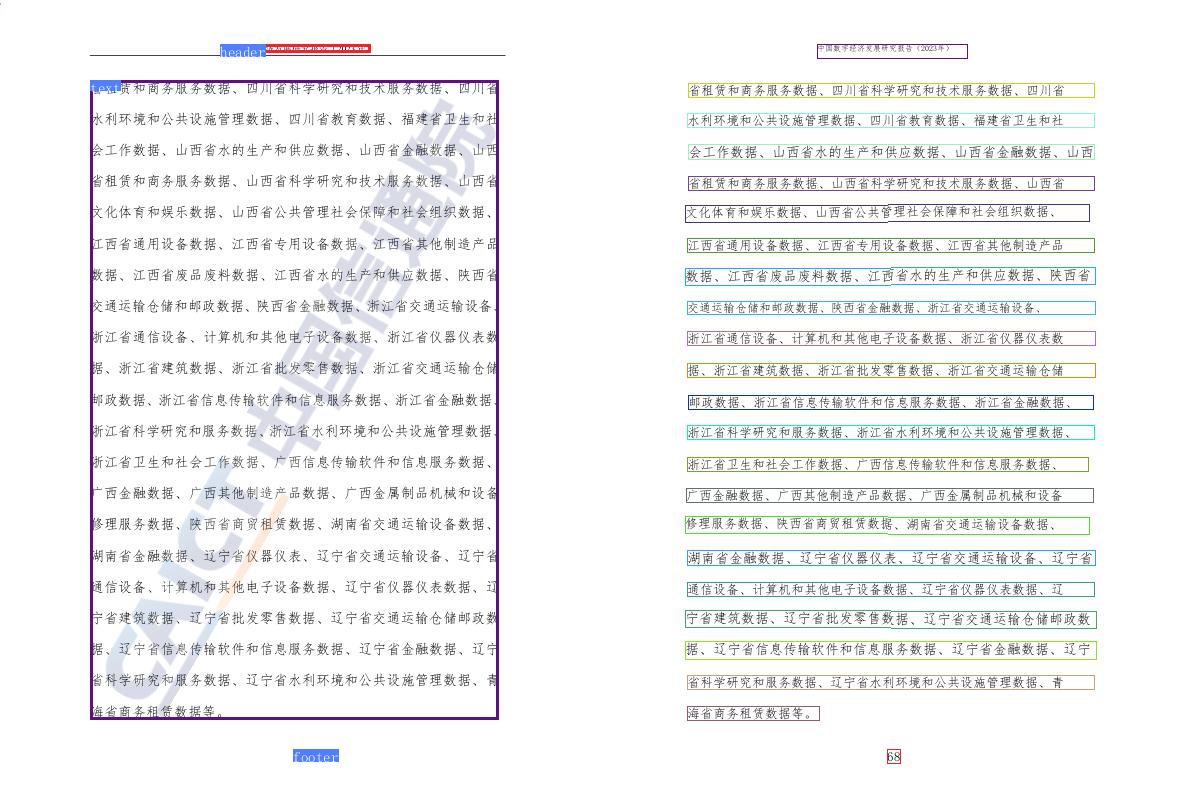 header
text
赁和商务服务数据、四川省科学研究和技术服务数据、四川省
水利环境和公共设施管理数据、四川省教育数据、福建省卫生和社
会工作数据、山西省水的生产和供应数据、山西省金融数据、山西
省租赁和商务服务数据、山西省科学研究和技术服务数据、山西省
文化体育和娱乐数据、山西省公共管理社会保障和社会组织数据、
江西省通用设备数据、江西省专用设备数据、江西省其他制造产品
数据、江西省废品废料数据、江西省水的生产和供应数据、陕西省
交通运输仓储和邮政数据、陕西省金融数据、浙江省交通运输设备、
浙江省通信设备、计算机和其他电子设备数据、浙江省仪器仪表数
据、浙江省建筑数据、浙江省批发零售数据、浙江省交通运输仓储
邮政数据、浙江省信息传输软件和信息服务数据、浙江省金融数据、
浙江省科学研究和服务数据、浙江省水利环境和公共设施管理数据、
浙江省卫生和社会工作数据、广西信息传输软件和信息服务数据、
广西金融数据、广西其他制造产品数据、广西金属制品机械和设备
修理服务数据、陕西省商贸租赁数据、湖南省交通运输设备数据、
湖南省金融数据、辽宁省仪器仪表、辽宁省交通运输设备、辽宁省
通信设备、计算机和其他电子设备数据、辽宁省仪器仪表数据、辽
宁省建筑数据、辽宁省批发零售数据、辽宁省交通运输仓储邮政数
据、辽宁省信息传输软件和信息服务数据、辽宁省金融数据、辽宁
省科学研究和服务数据、辽宁省水利环境和公共设施管理数据、青
海省商务租赁数据等。
CAICT 中国信通院
footer
中国数字经济发展研究报告（2023年）
省租赁和商务服务数据、四川省科学研究和技术服务数据、四川省
水利环境和公共设施管理数据、四川省教育数据、福建省卫生和社
会工作数据、山西省水的生产和供应数据、山西省金融数据、山西
省租赁和商务服务数据、山西省科学研究和技术服务数据、山西省
文化体育和娱乐数据、山西省公共管理社会保障和社会组织数据、
江西省通用设备数据、江西省专用设备数据、江西省其他制造产品
数据、江西省废品废料数据、江西省水的生产和供应数据、陕西省
交通运输仓储和邮政数据、陕西省金融数据、浙江省交通运输设备、
浙江省通信设备、计算机和其他电子设备数据、浙江省仪器仪表数
据、浙江省建筑数据、浙江省批发零售数据、浙江省交通运输仓储
邮政数据、浙江省信息传输软件和信息服务数据、浙江省金融数据、
浙江省科学研究和服务数据、浙江省水利环境和公共设施管理数据、
浙江省卫生和社会工作数据、广西信息传输软件和信息服务数据、
广西金融数据、广西其他制造产品数据、广西金属制品机械和设备
修理服务数据、陕西省商贸租赁数据、湖南省交通运输设备数据、
湖南省金融数据、辽宁省仪器仪表、辽宁省交通运输设备、辽宁省
通信设备、计算机和其他电子设备数据、辽宁省仪器仪表数据、辽
宁省建筑数据、辽宁省批发零售数据、辽宁省交通运输仓储邮政数
据、辽宁省信息传输软件和信息服务数据、辽宁省金融数据、辽宁
省科学研究和服务数据、辽宁省水利环境和公共设施管理数据、青
海省商务租赁数据等。
68